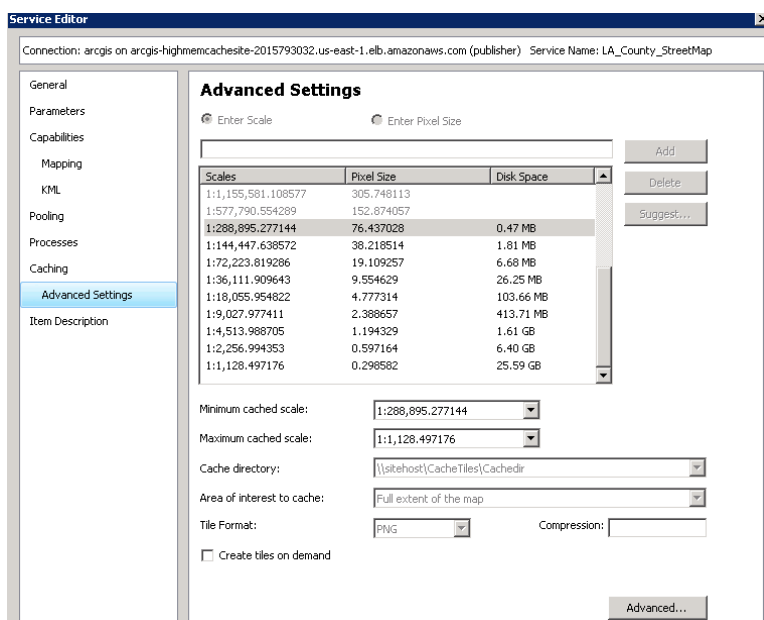 Service Editor
Connection: arcgis on arcgis-highmemcachesite-2015793032.us-east-1.elb.amazonaws.com (publisher) Service Name: LA_County_StreetMap
General
Parameters
Capabilities
Mapping
KML
Pooling
Processes
Caching
Advanced Settings
Item Description
Advanced Settings
Enter Scale Enter Pixel Size
Add
Delete
Suggest...
Scales Pixel Size Disk Space
1:1,155,581.108577 305.748113
1:577,790.554289 152.874057
1:288,895.277144 76.437028 0.47 MB
1:144,447.638572 38.218514 1.81 MB
1:72,223.819286 19.109257 6.68 MB
1:36,111.909643 9.554629 26.25 MB
1:18,055.954822 4.777314 103.66 MB
1:9,027.977411 2.388657 413.71 MB
1:4,513.988705 1.194329 1.61 GB
1:2,256.994353 0.597164 6.40 GB
1:1,128.497176 0.298582 25.59 GB
Minimum cached scale: 1:288,895.277144
Maximum cached scale: 1:1,128.497176
Cache directory: \\sitehost\CacheTiles\Cachedir
Area of interest to cache: Full extent of the map
Tile Format: PNG Compression:
Create tiles on demand
Advanced...